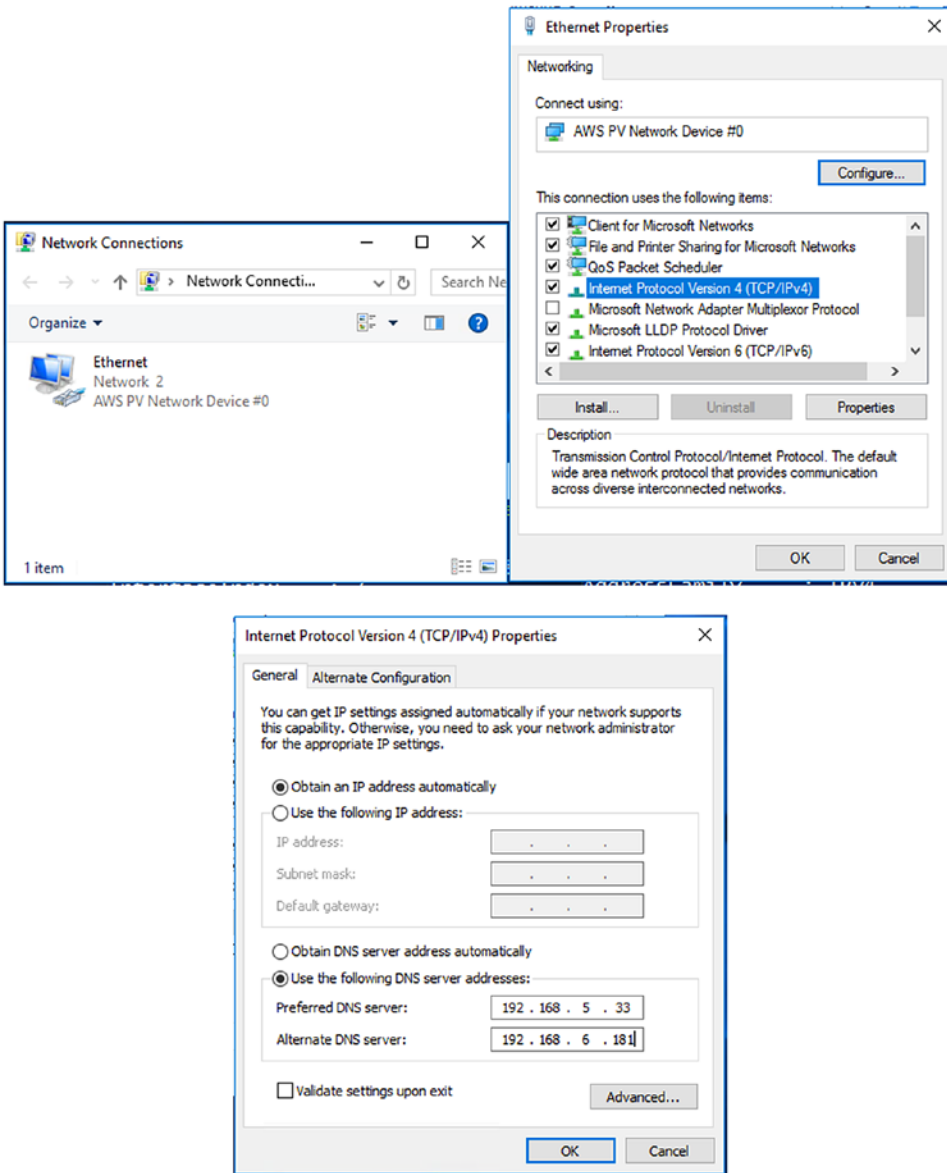 Network Connections
Network Connecti...
Search Ne
Organize
Ethernet
Network 2
AWS PV Network Device #0
1 item
Ethernet Properties
Networking
Connect using:
AWS PV Network Device #0
Configure...
This connection uses the following items:
Client for Microsoft Networks
File and Printer Sharing for Microsoft Networks
QoS Packet Scheduler
Internet Protocol Version 4 (TCP/IPv4)
Microsoft Network Adapter Multiplexor Protocol
Microsoft LLDP Protocol Driver
Internet Protocol Version 6 (TCP/IPv6)
Install... Uninstall Properties
Description
Transmission Control Protocol/Internet Protocol. The default
wide area network protocol that provides communication
across diverse interconnected networks.
OK Cancel
Internet Protocol Version 4 (TCP/IPv4) Properties
General Alternate Configuration
You can get IP settings assigned automatically if your network supports
this capability. Otherwise, you need to ask your network administrator
for the appropriate IP settings.
Obtain an IP address automatically
Use the following IP address:
IP address: . . .
Subnet mask: . . .
Default gateway: . . .
Obtain DNS server address automatically
Use the following DNS server addresses:
Preferred DNS server: 192 . 168 . 5 . 33
Alternate DNS server: 192 . 168 . 6 . 181
Validate settings upon exit
Advanced...
OK Cancel